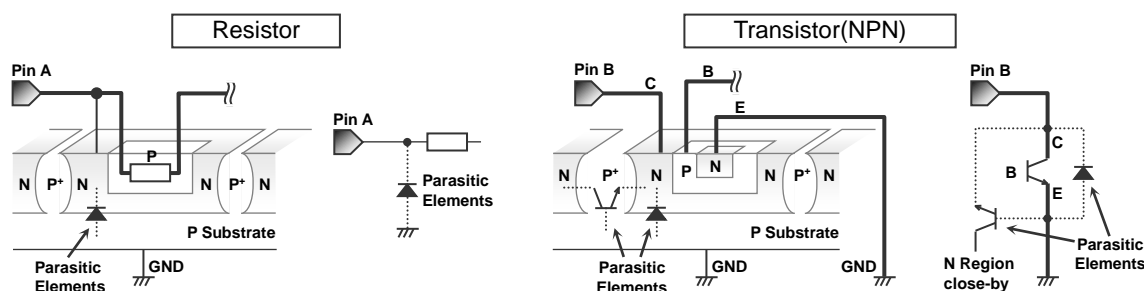 Resistor
Transistor(NPN)
Pin A
Pin B
B
Pin B
C
E
Pin A
P
C
N P+ N N P+ N
N P+ N P N N P+ N
B
Parasitic
Elements
E
P Substrate
P Substrate
Parasitic
Elements
GND
Parasitic
Elements
GND
GND
N Region
close-by
Parasitic
Elements